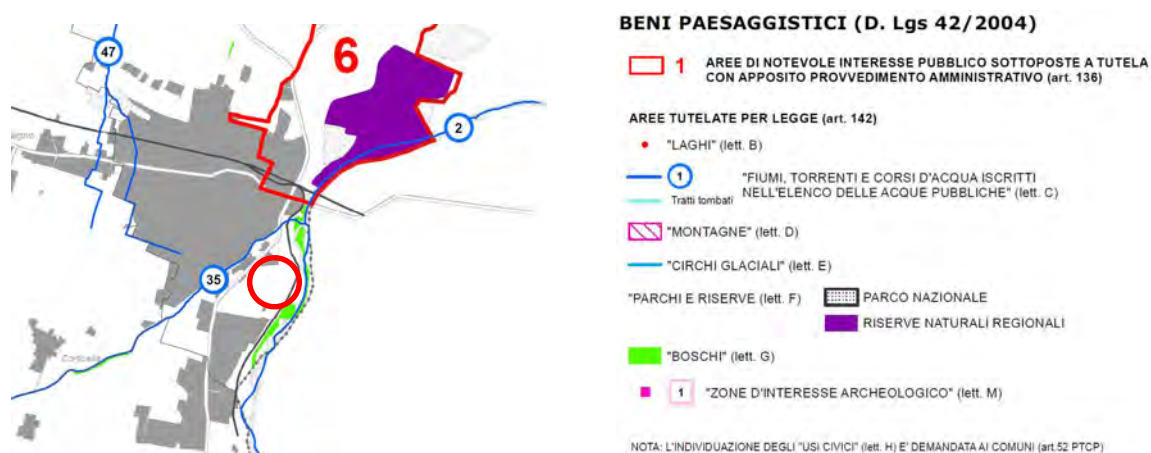 47
6
2
35
Corticella
BENI PAESAGGISTICI (D. Lgs 42/2004)
1 AREE DI NOTEVOLE INTERESSE PUBBLICO SOTTOPOSTE A TUTELA
CON APPOSITO PROVVEDIMENTO AMMINISTRATIVO (art. 136)
AREE TUTELATE PER LEGGE (art. 142)
"LAGHI" (lett. B)
1 "FIUMI, TORRENTI E CORSI D'ACQUA ISCRITTI
Tratti tombati NELL'ELENCO DELLE ACQUE PUBBLICHE" (lett. C)
"MONTAGNE" (lett. D)
"CIRCHI GLACIALI" (lett. E)
"PARCHI E RISERVE (lett. F) PARCO NAZIONALE
RISERVE NATURALI REGIONALI
"BOSCHI" (lett. G)
1 "ZONE D'INTERESSE ARCHEOLOGICO" (lett. M)
NOTA: L'INDIVIDUAZIONE DEGLI "USI CIVICI" (lett. H) E' DEMANDATA AI COMUNI (art.52 PTCP)